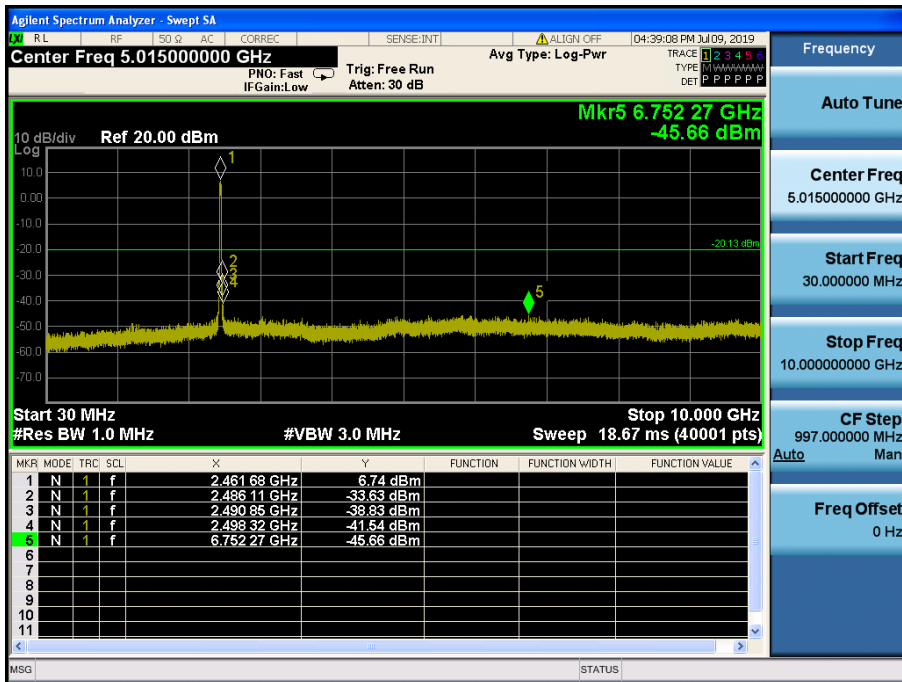 Agilent Spectrum Analyzer - Swept SA
LXI RL RF 50 Ω AC CORREC SENSE:INT ALIGN OFF 04:39:08 PM Jul 09, 2019
Center Freq 5.015000000 GHz
PNO: Fast
IFGain:Low
Trig: Free Run
Atten: 30 dB
Avg Type: Log-Pwr
TRACE 1 2 3 4 5 6
TYPE MWWWWW
DET P P P P P P
Mkr5 6.752 27 GHz
-45.66 dBm
10 dB/div Ref 20.00 dBm
Log
10.0
0.00
-10.0
-20.0
-30.0
-40.0
-50.0
-60.0
-70.0
1
2
3
4
5
-20.13 dBm
Start 30 MHz Stop 10.000 GHz
#Res BW 1.0 MHz #VBW 3.0 MHz Sweep 18.67 ms (40001 pts)
MKR MODE TRC SCL X Y FUNCTION FUNCTION WIDTH FUNCTION VALUE
1 N 1 f 2.461 68 GHz 6.74 dBm
2 N 1 f 2.486 11 GHz -33.63 dBm
3 N 1 f 2.490 85 GHz -38.83 dBm
4 N 1 f 2.498 32 GHz -41.54 dBm
5 N 1 f 6.752 27 GHz -45.66 dBm
6
7
8
9
10
11
MSG STATUS
Frequency
Auto Tune
Center Freq
5.015000000 GHz
Start Freq
30.000000 MHz
Stop Freq
10.000000000 GHz
CF Step
997.000000 MHz
Auto Man
Freq Offset
0 Hz